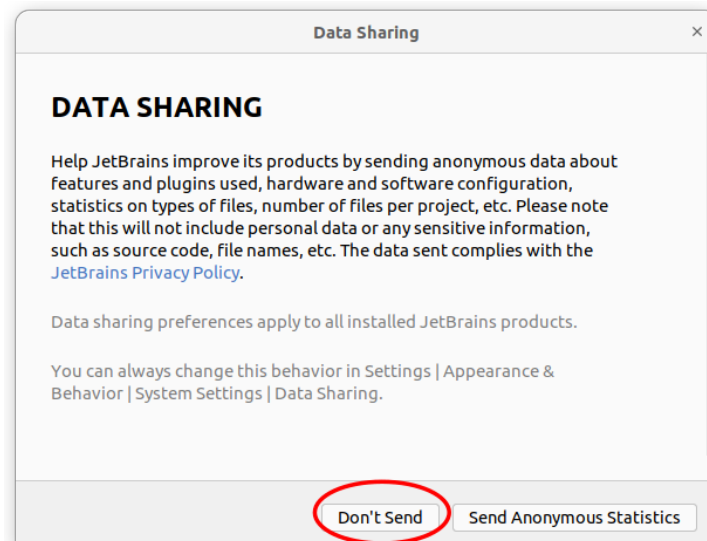 Data Sharing
DATA SHARING
Help JetBrains improve its products by sending anonymous data about
features and plugins used, hardware and software configuration,
statistics on types of files, number of files per project, etc. Please note
that this will not include personal data or any sensitive information,
such as source code, file names, etc. The data sent complies with the
JetBrains Privacy Policy.
Data sharing preferences apply to all installed JetBrains products.
You can always change this behavior in Settings | Appearance &
Behavior | System Settings | Data Sharing.
Don't Send Send Anonymous Statistics